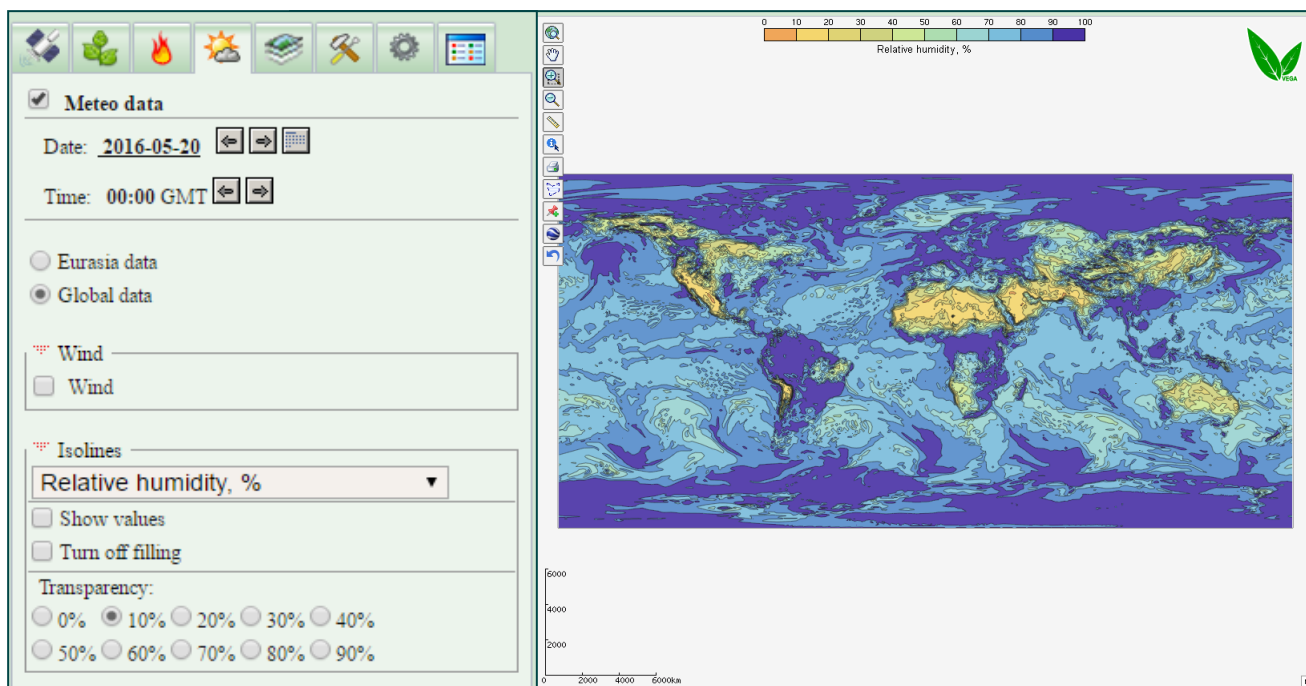 Meteo data
Date: 2016-05-20
Time: 00:00 GMT
Eurasia data
Global data
Wind
Wind
Isolines
Relative humidity, %
Show values
Turn off filling
Transparency:
0% 10% 20% 30% 40%
50% 60% 70% 80% 90%
0 10 20 30 40 50 60 70 80 90 100
Relative humidity, %
VEGA
6000
4000
2000
0 2000 4000 6000km